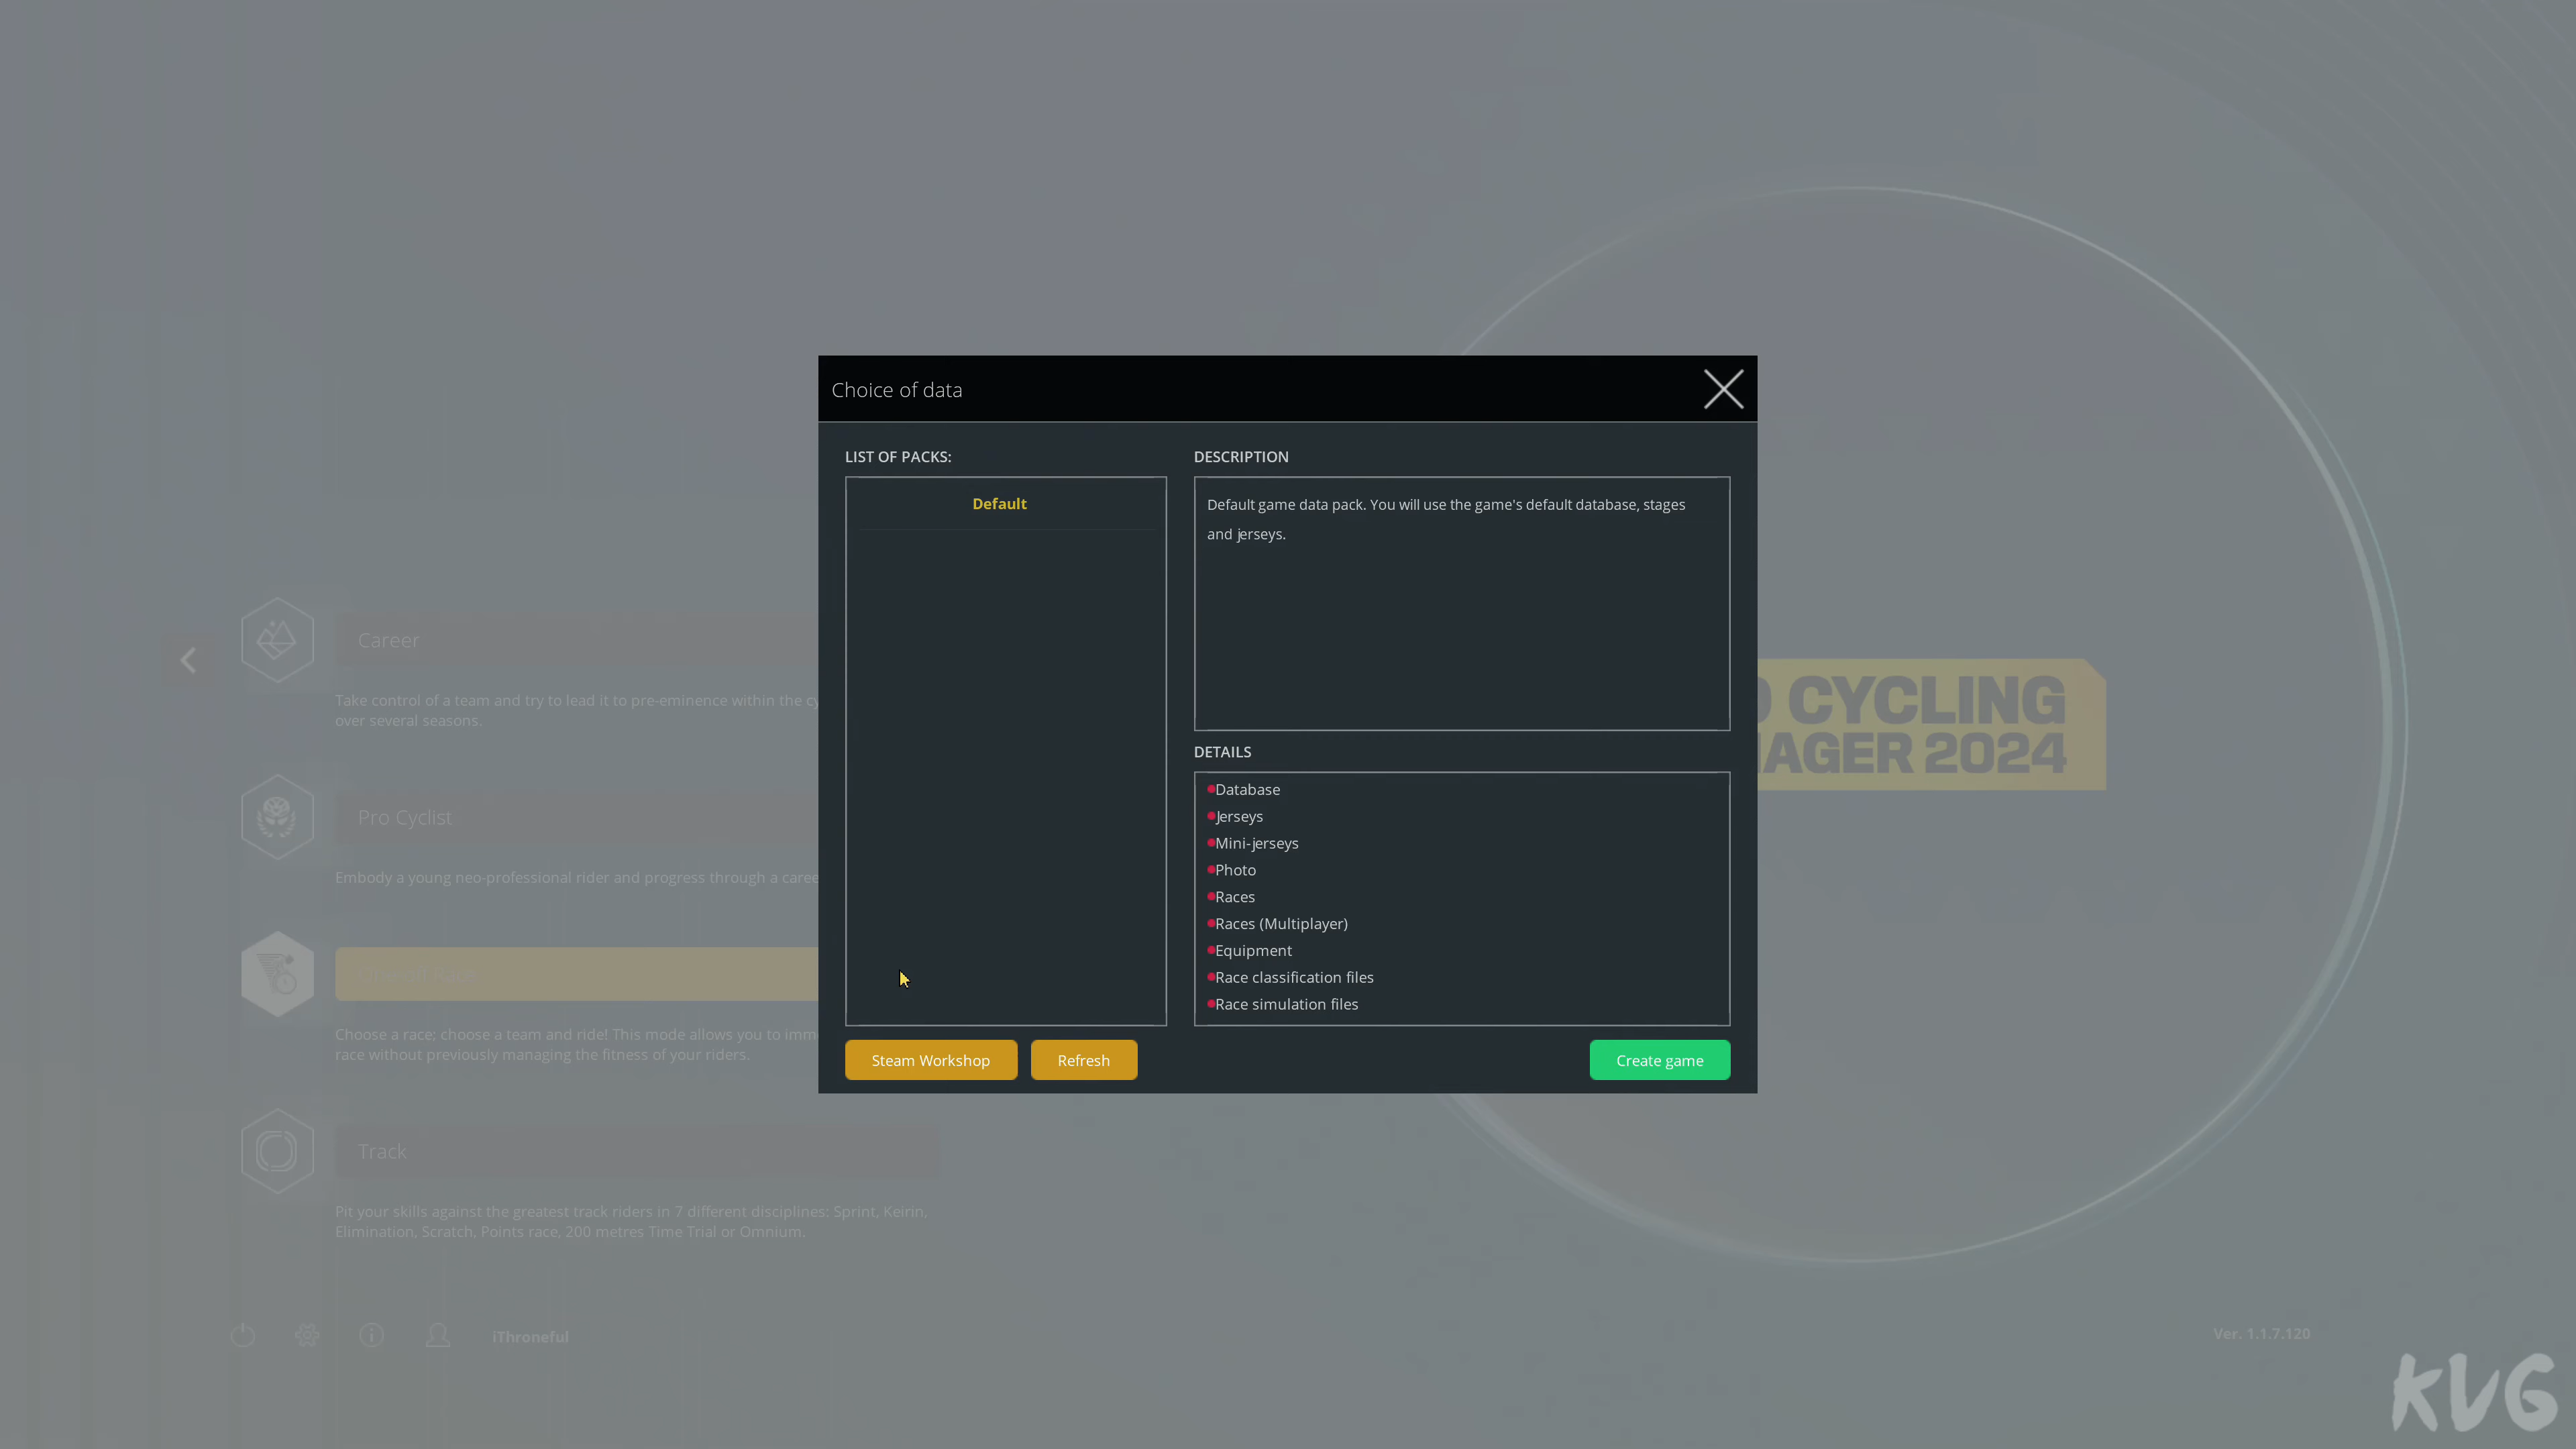 Choice of data
LIST OF PACKS:
Default
Steam Workshop
Refresh
DESCRIPTION
Default game data pack. You will use the game's default database, stages
and jerseys.
DETAILS
Database
Jerseys
Mini-jerseys
Photo
Races
Races (Multiplayer)
Equipment
Race classification files
Race simulation files
Create game
Career
Take control of a team and try to lead it to pre-eminence within the
over several seasons.
Pro Cyclist
Embody a young neo-professional rider and progress through a
Choose a race; choose a team and ride! This mode allows you to
race without previously managing the fitness of your riders.
Track
Pit your skills against the greatest track riders in 7 different disciplines: Sprint, Keirin,
Elimination, Scratch, Points race, 200 metres Time Trial or Omnium.
iThroneful
CYCLING
AGER 2024
Ver. 1.1.7.120
KVG